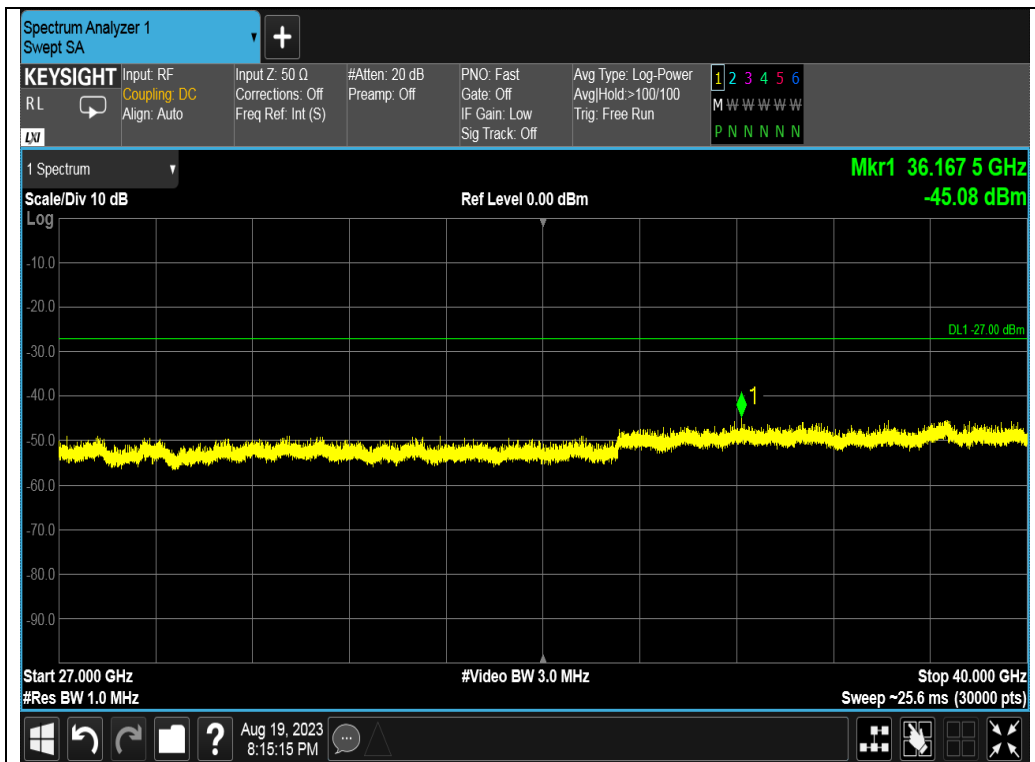 Spectrum Analyzer 1
Swept SA
+
KEYSIGHT
RL
LXI
Input: RF
Coupling: DC
Align: Auto
Input Z: 50 Ω
Corrections: Off
Freq Ref: Int (S)
#Atten: 20 dB
Preamp: Off
PNO: Fast
Gate: Off
IF Gain: Low
Sig Track: Off
Avg Type: Log-Power
Avg|Hold:>100/100
Trig: Free Run
1 2 3 4 5 6
M W W W W W
P N N N N N
1 Spectrum
Mkr1 36.167 5 GHz
-45.08 dBm
Scale/Div 10 dB
Ref Level 0.00 dBm
Log
-10.0
-20.0
DL1 -27.00 dBm
-30.0
-40.0
1
-50.0
-60.0
-70.0
-80.0
-90.0
Start 27.000 GHz
#Video BW 3.0 MHz
Stop 40.000 GHz
#Res BW 1.0 MHz
Sweep ~25.6 ms (30000 pts)
?
Aug 19, 2023
8:15:15 PM